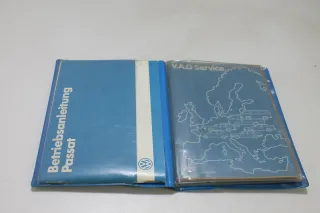 Betriebsanleitung
Passat
V.A.G Service